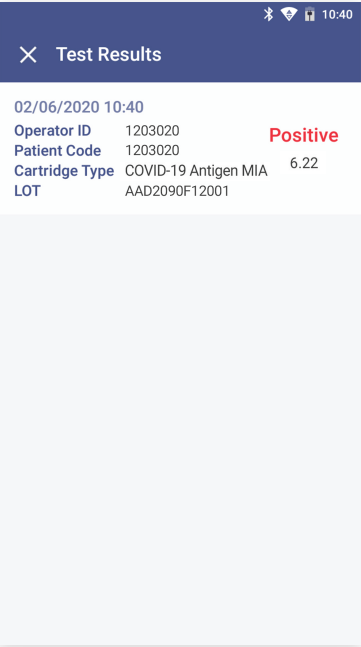 10:40
Test Results
02/06/2020 10:40
Operator ID 1203020
Positive
Patient Code 1203020
6.22
Cartridge Type COVID-19 Antigen MIA
LOT AAD2090F12001